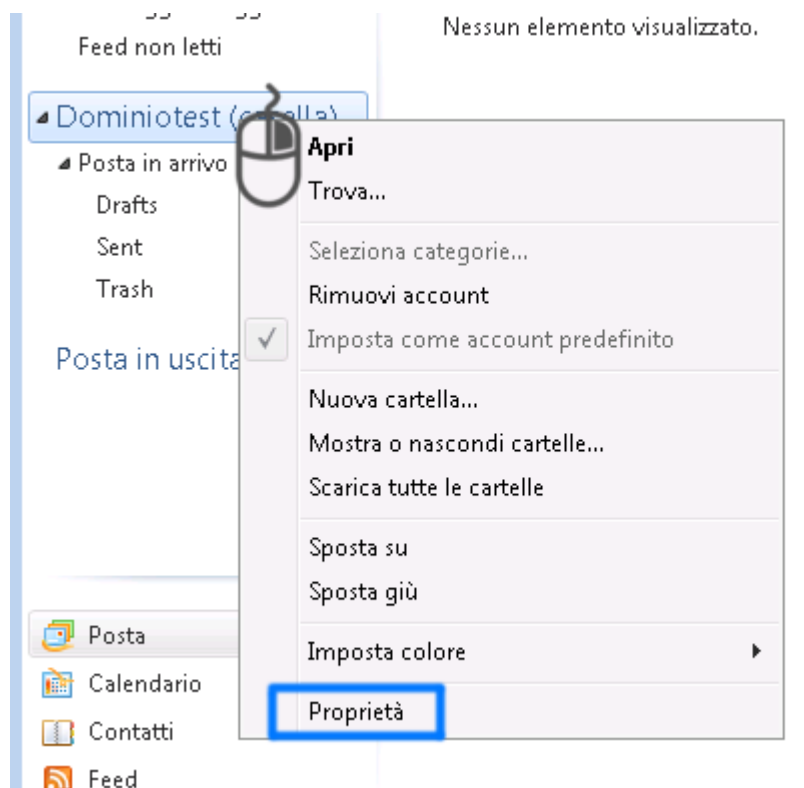 Feed non letti
Nessun elemento visualizzato.
Dominiotest
Posta in arrivo
Drafts
Sent
Trash
Posta in uscita
Apri
Trova...
Seleziona categorie...
Rimuovi account
Imposta come account predefinito
Nuova cartella...
Mostra o nascondi cartelle...
Scarica tutte le cartelle
Sposta su
Sposta giù
Imposta colore
Proprietà
Posta
Calendario
Contatti
Feed